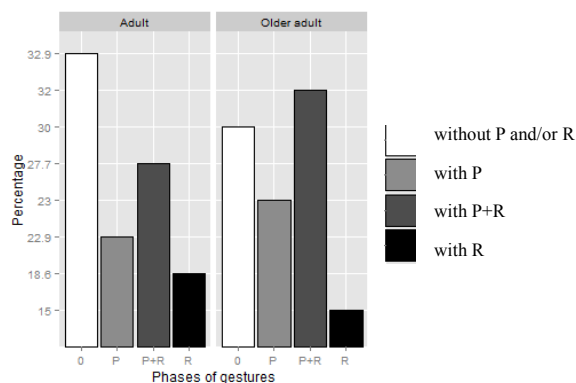 Adult Older adult
32.9
32
30
27.7
23
22.9
18.6
15
Percentage
0 P P+R R 0 P P+R R
Phases of gestures
without P and/or R
with P
with P+R
with R